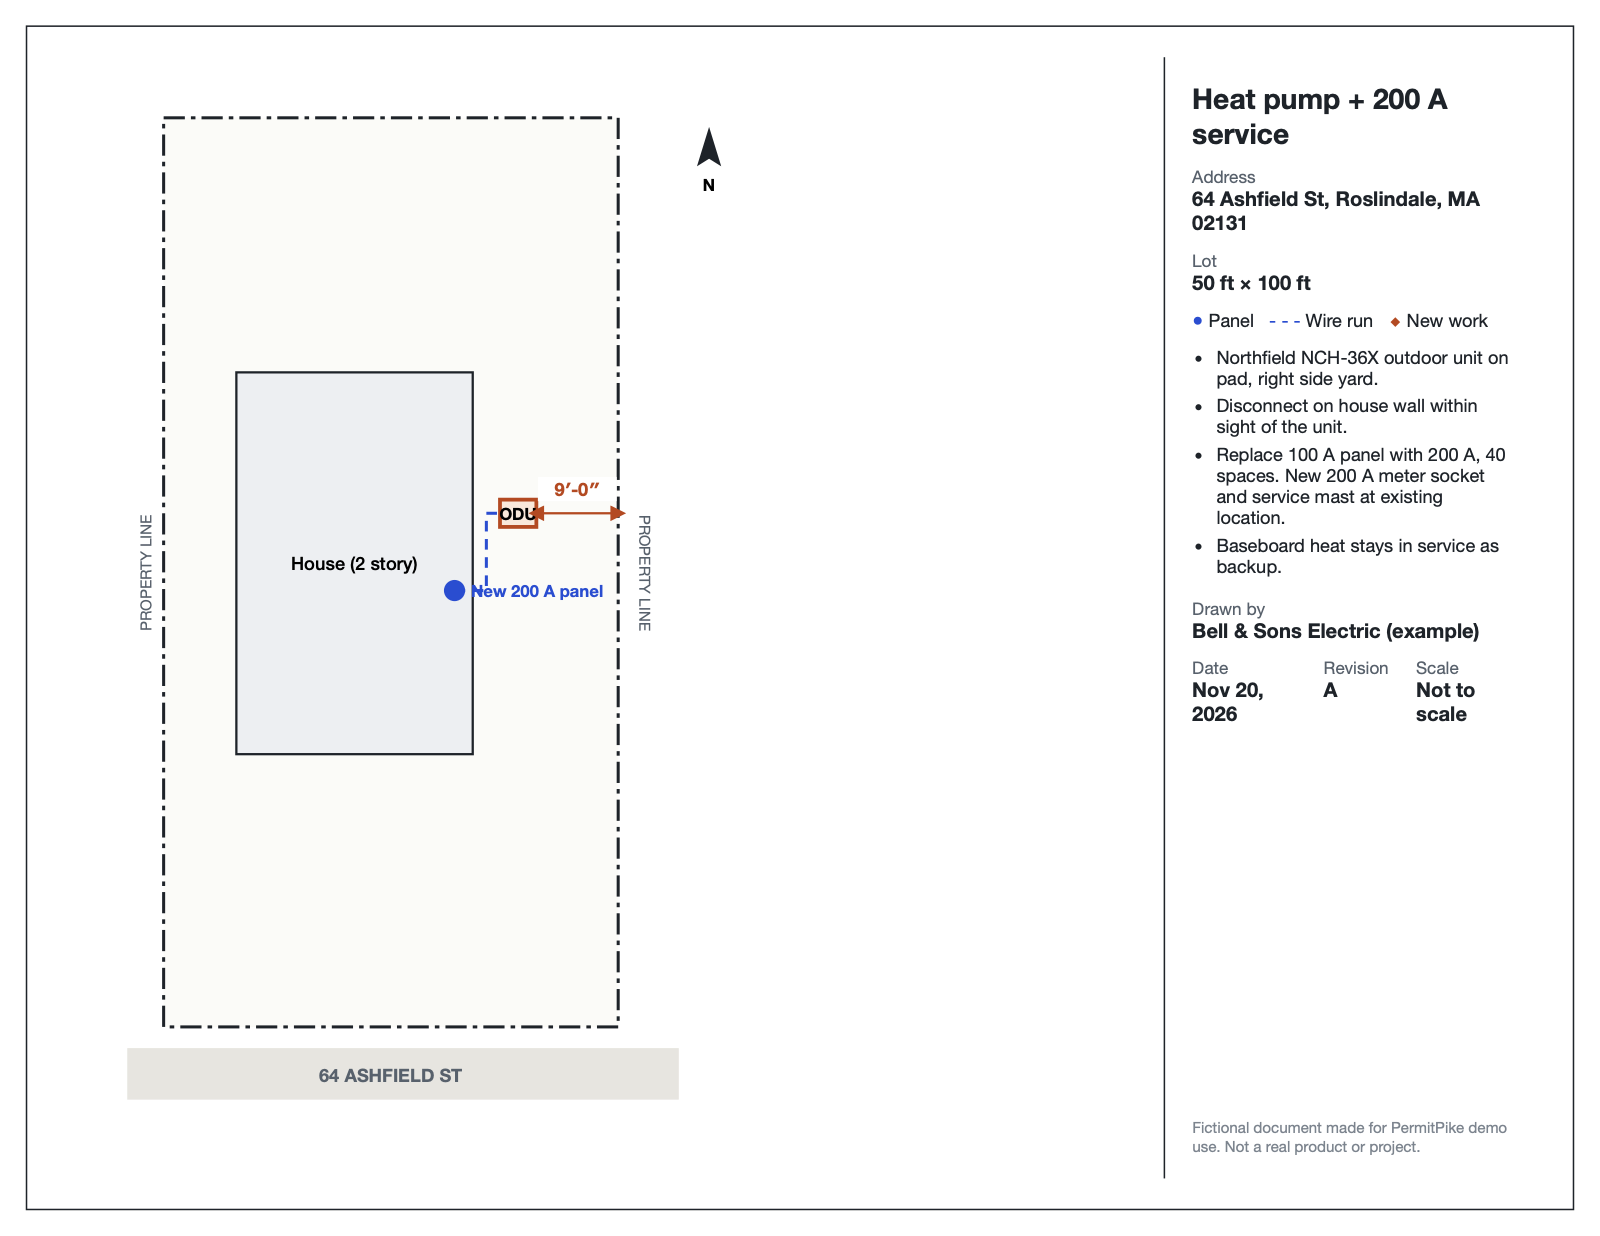 N
PROPERTY LINE
House (2 story)
ODU
9′-0″
New 200 A panel
PROPERTY LINE
64 ASHFIELD ST
Heat pump + 200 A
service
Address
64 Ashfield St, Roslindale, MA
02131
Lot
50 ft × 100 ft
Panel
Wire run
New work
Northfield NCH-36X outdoor unit on
pad, right side yard.
Disconnect on house wall within
sight of the unit.
Replace 100 A panel with 200 A, 40
spaces. New 200 A meter socket
and service mast at existing
location.
Baseboard heat stays in service as
backup.
Drawn by
Bell & Sons Electric (example)
Date
Nov 20,
2026
Revision
A
Scale
Not to
scale
Fictional document made for PermitPike demo
use. Not a real product or project.